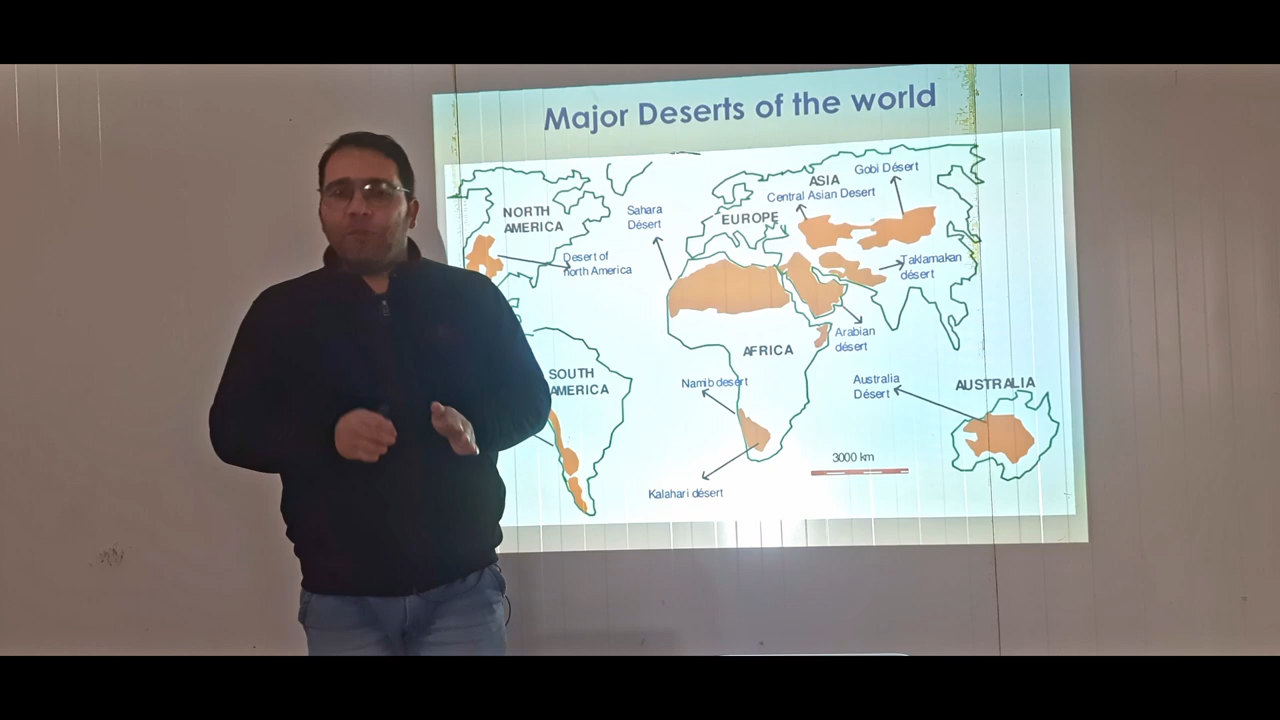 Major Deserts of the world
ASIA
Gobi Désert
Central Asian Desert
NORTH
AMERICA
Sahara
Désert
EUROPE
Desert of
north America
Taklamakan
désert
Arabian
désert
AFRICA
SOUTH
AMERICA
Namib desert
Australia
Désert
AUSTRALIA
3000 km
Kalahari désert